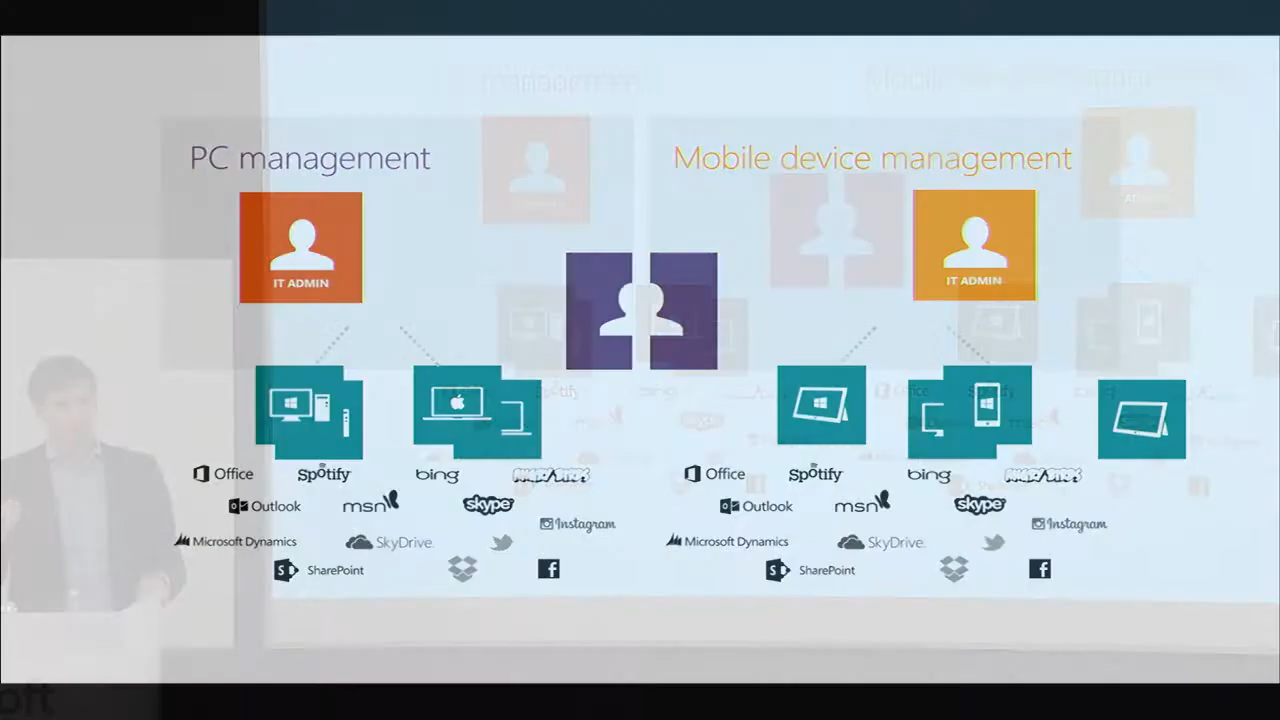 PC management
Mobile device management
IT ADMIN
IT ADMIN
Office
Spotify
bing
Office
Spotify
bing
Outlook
msn
skype
Outlook
msn
skype
Instagram
Instagram
Microsoft Dynamics
SkyDrive
Microsoft Dynamics
SkyDrive
SharePoint
SharePoint
oft